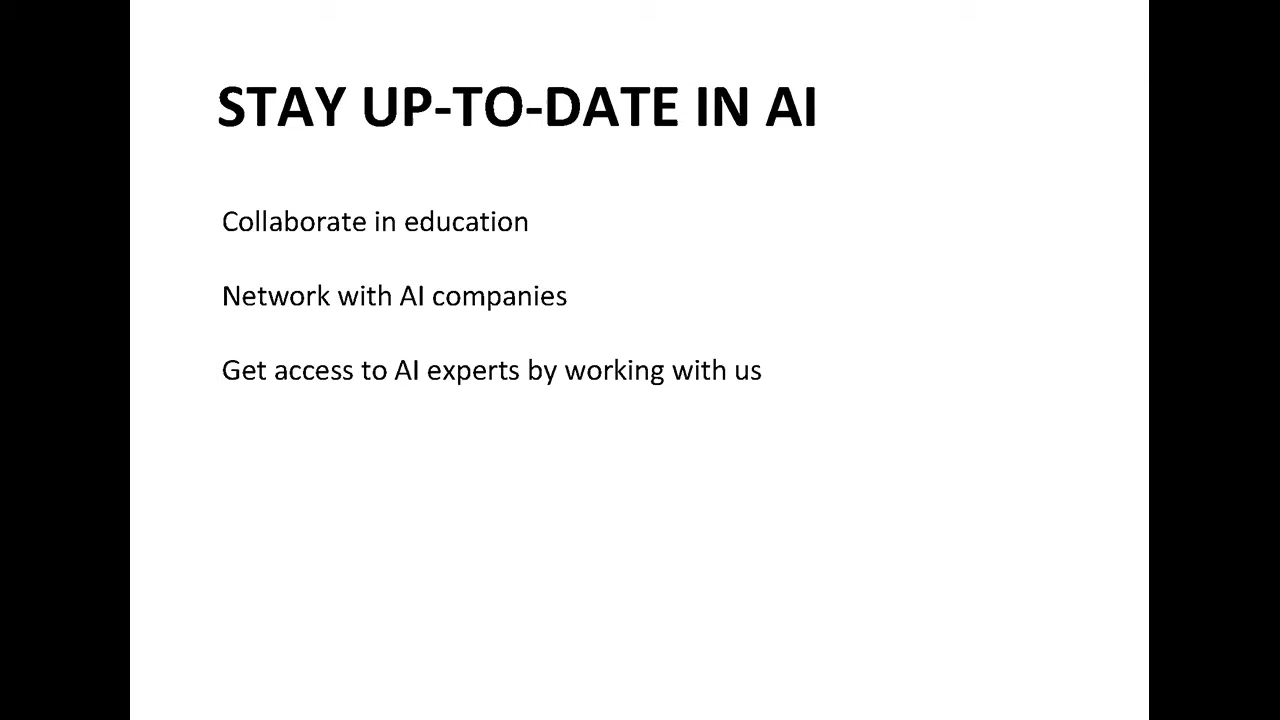 STAY UP-TO-DATE IN AI
Collaborate in education
Network with AI companies
Get access to AI experts by working with us